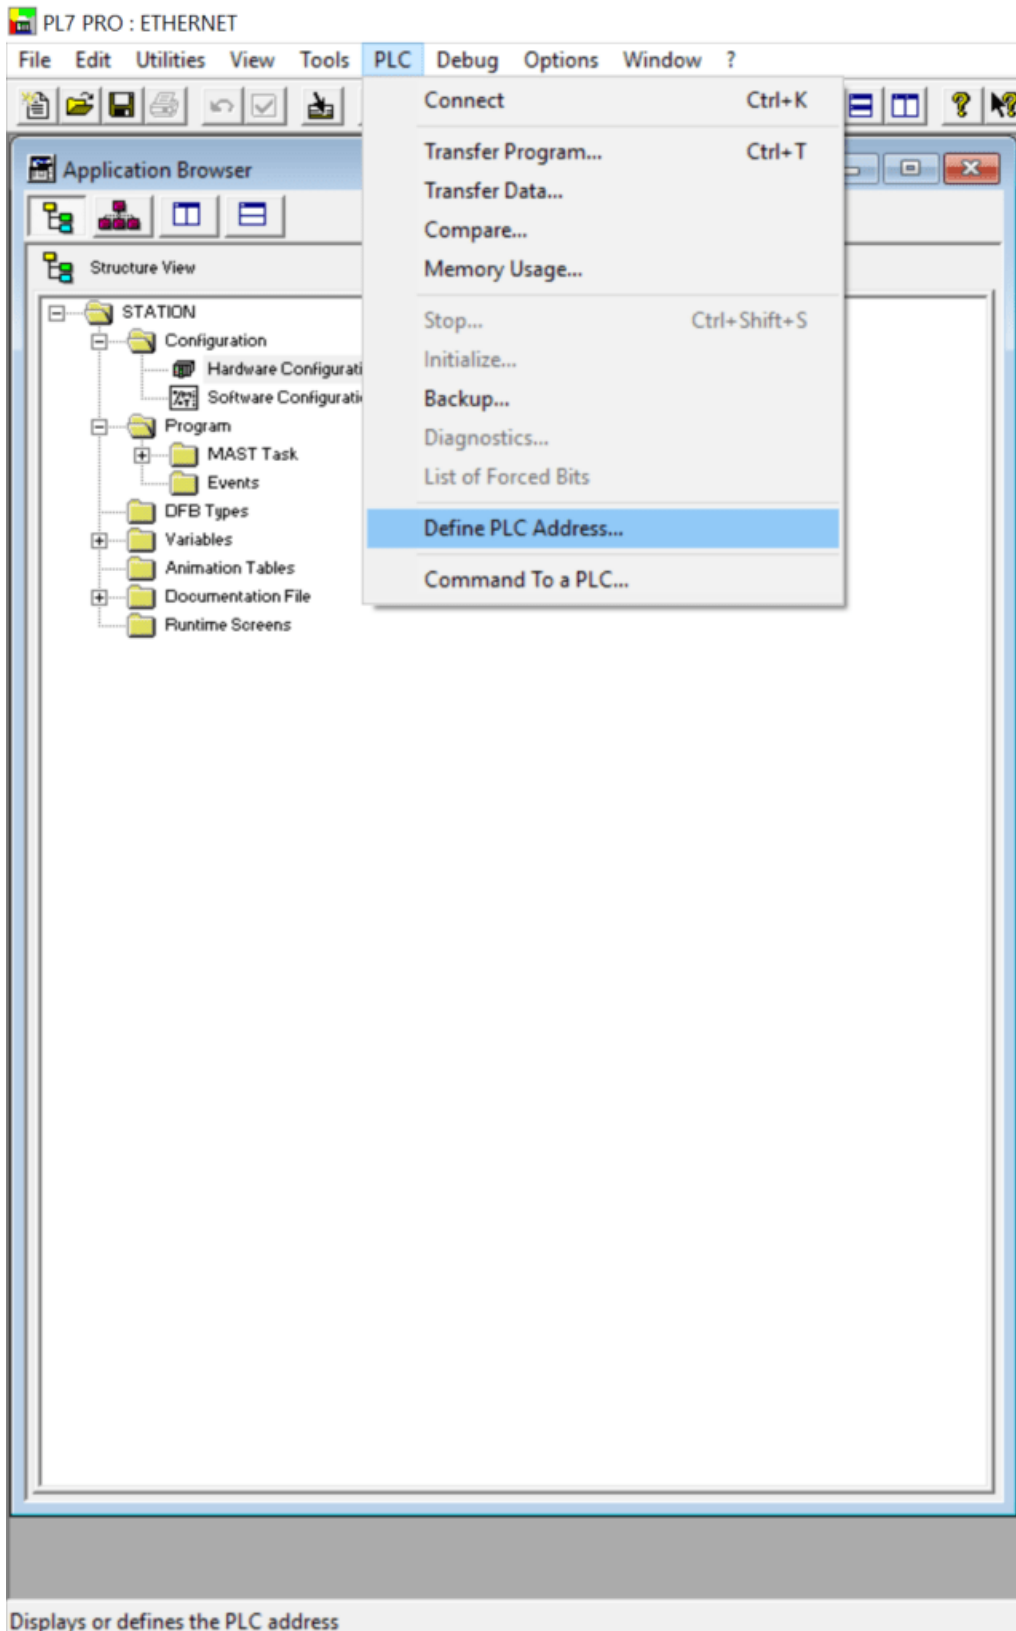 PL7 PRO : ETHERNET
File Edit Utilities View Tools PLC Debug Options Window ?
Connect Ctrl+K
Transfer Program... Ctrl+T
Transfer Data...
Compare...
Memory Usage...
Stop... Ctrl+Shift+S
Initialize...
Backup...
Diagnostics...
List of Forced Bits
Define PLC Address...
Command To a PLC...
Application Browser
Structure View
STATION
Configuration
Hardware Configurati
Software Configurati
Program
MAST Task
Events
DFB Types
Variables
Animation Tables
Documentation File
Runtime Screens
Displays or defines the PLC address